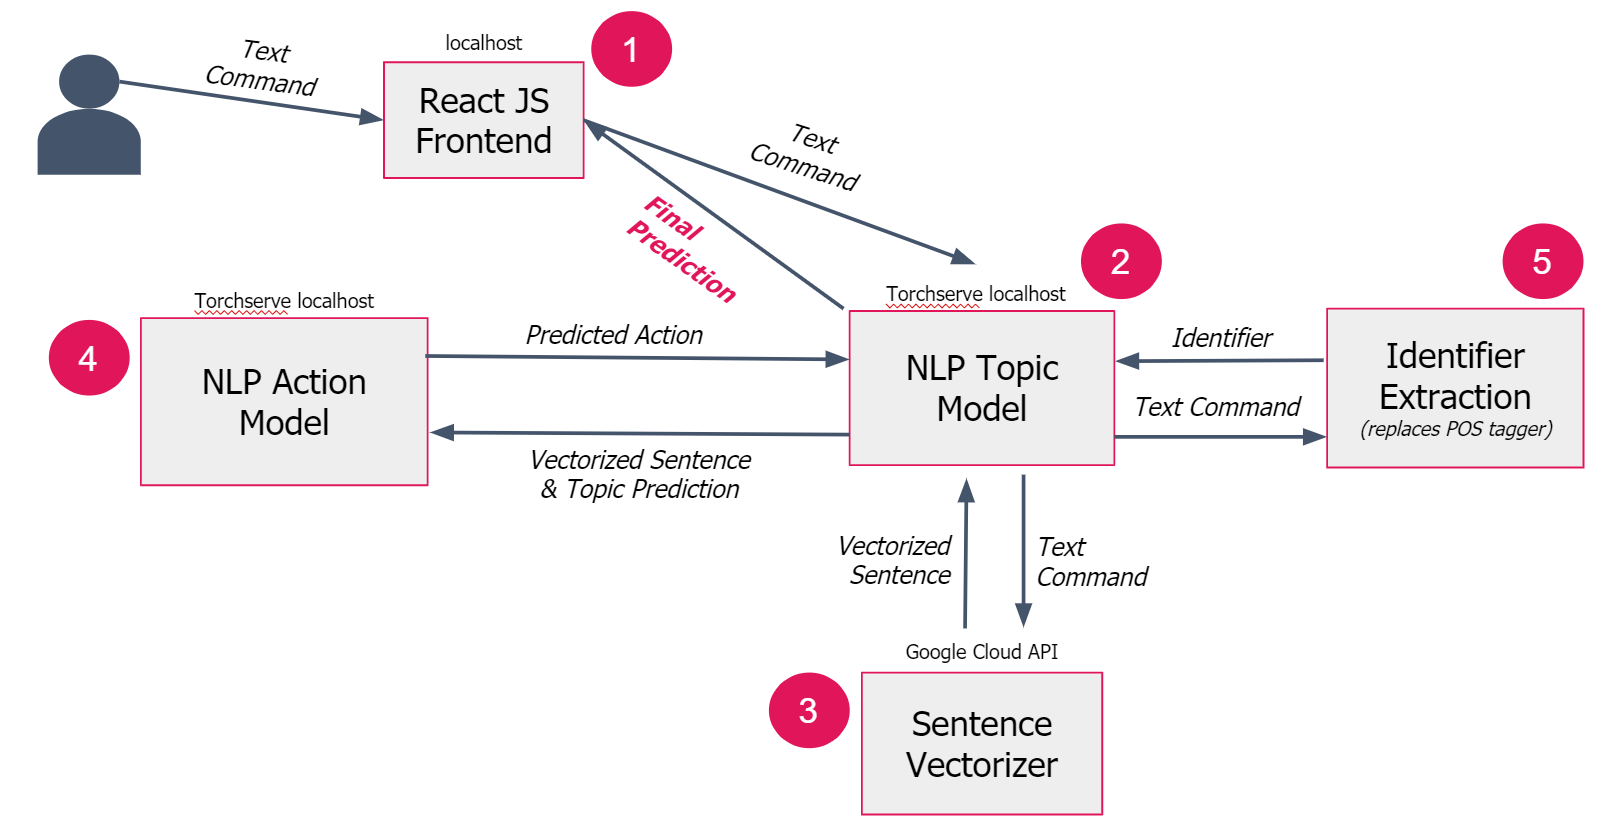 Text
Command
localhost
1
React JS
Frontend
Text
Command
Final
Prediction
2
5
Torchserve localhost
Torchserve localhost
4
NLP Action
Model
Predicted Action
NLP Topic
Model
Identifier
Identifier
Extraction
(replaces POS tagger)
Text Command
Vectorized Sentence
& Topic Prediction
Vectorized
Sentence
Text
Command
Google Cloud API
3
Sentence
Vectorizer